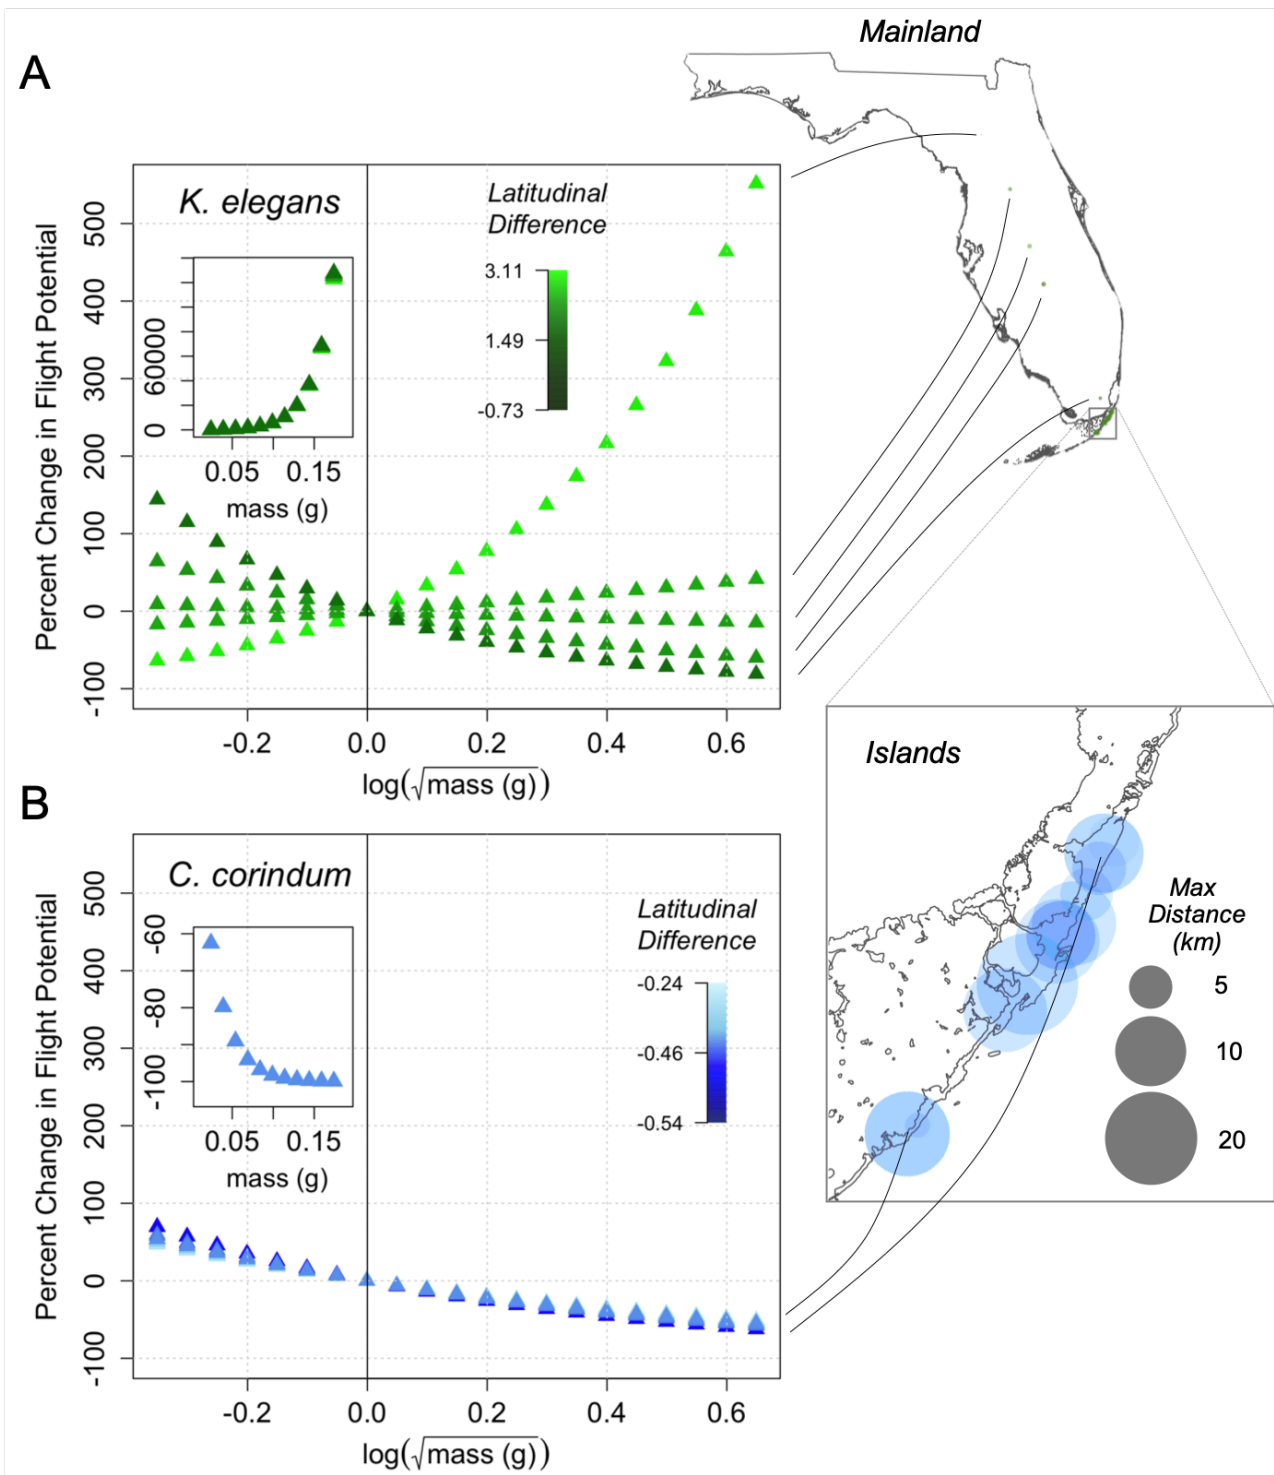 Mainland
A
K. elegans
Latitudinal
Difference
3.11
1.49
-0.73
Percent Change in Flight Potential
500
400
300
200
100
0
-100
60000
0
0.05
0.15
mass (g)
-0.2
0.0
0.2
0.4
0.6
log(√mass (g))
B
C. corindum
Latitudinal
Difference
-0.24
-0.46
-0.54
Percent Change in Flight Potential
500
400
300
200
100
0
-100
-60
-80
-100
0.05
0.15
mass (g)
-0.2
0.0
0.2
0.4
0.6
log(√mass (g))
Islands
Max
Distance
(km)
5
10
20